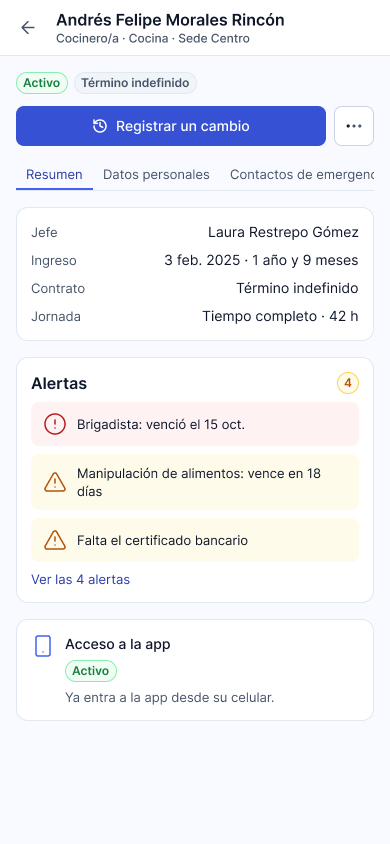 Andrés Felipe Morales Rincón
Cocinero/a · Cocina · Sede Centro
Activo
Término indefinido
Registrar un cambio
Resumen
Datos personales
Contactos de emergenc
Jefe
Laura Restrepo Gómez
Ingreso
3 feb. 2025 · 1 año y 9 meses
Contrato
Término indefinido
Jornada
Tiempo completo · 42 h
Alertas
4
Brigadista: venció el 15 oct.
Manipulación de alimentos: vence en 18
días
Falta el certificado bancario
Ver las 4 alertas
Acceso a la app
Activo
Ya entra a la app desde su celular.